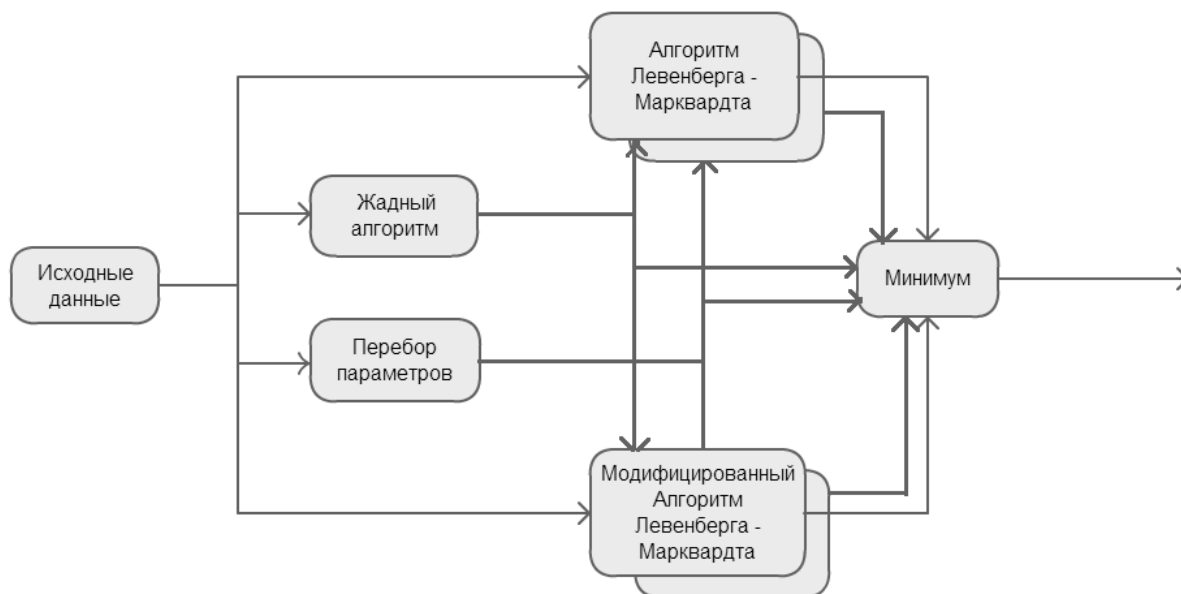 Исходные
данные
Жадный
алгоритм
Перебор
параметров
Алгоритм
Левенберга -
Марквардта
Модифицированный
Алгоритм
Левенберга -
Марквардта
Минимум